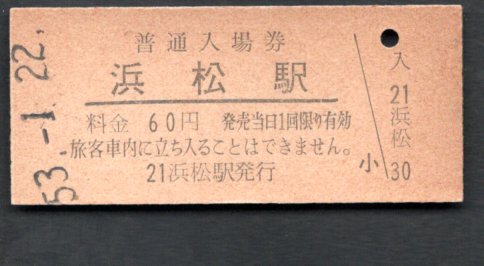 53.-1.22.
普通入場券
浜松駅
料金 60円 発売当日1回限り有効
旅客車内に立ち入ることはできません。
21浜松駅発行
小
入
21
浜松
30